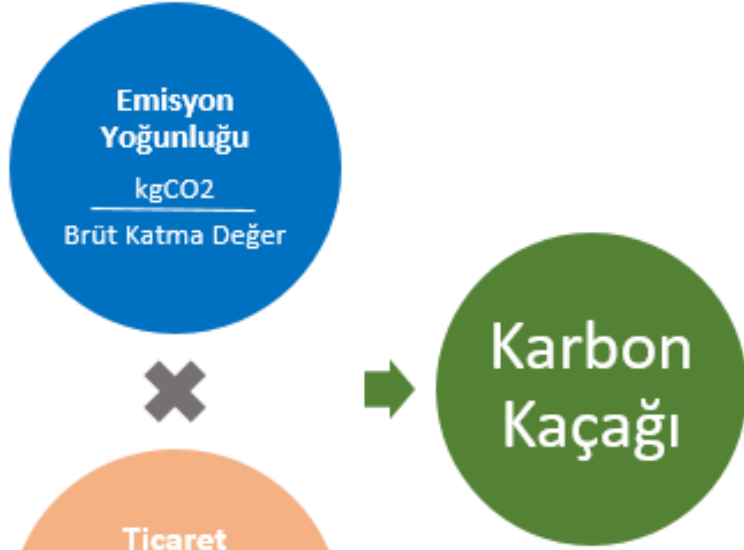 Emisyon
Yoğunluğu
kgCO2
Brüt Katma Değer
Karbon
Kaçağı
Ticaret